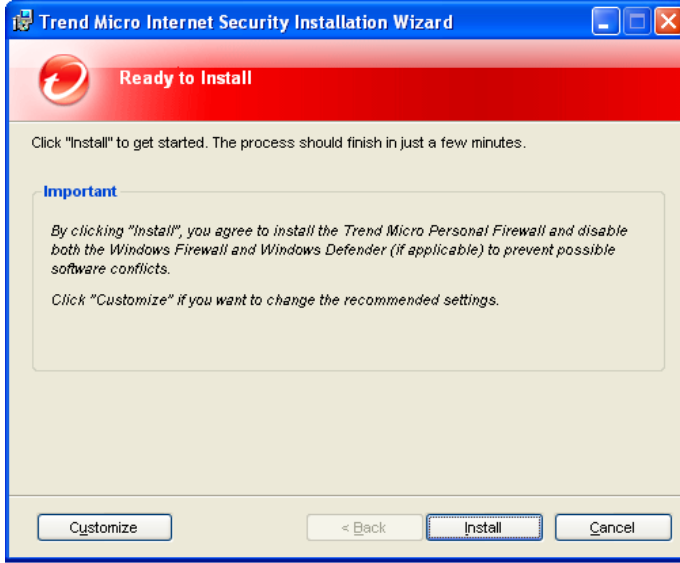 Trend Micro Internet Security Installation Wizard
Ready to Install
Click "Install" to get started. The process should finish in just a few minutes.
Important
By clicking "Install", you agree to install the Trend Micro Personal Firewall and disable
both the Windows Firewall and Windows Defender (if applicable) to prevent possible
software conflicts.
Click "Customize" if you want to change the recommended settings.
Customize
< Back
Install
Cancel